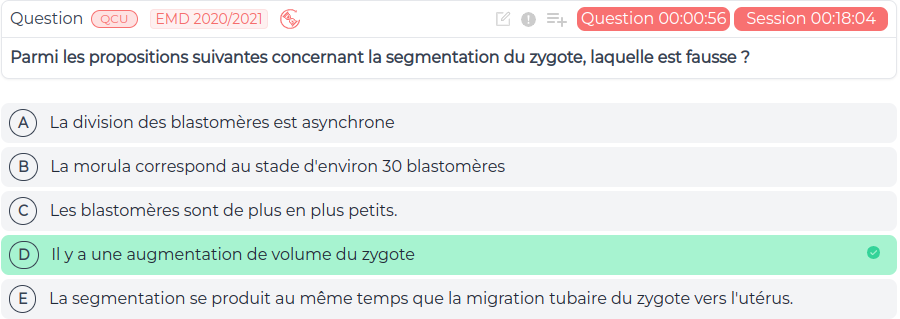 Question QCU EMD 2020/2021 Question 00:00:56 Session 00:18:04
Parmi les propositions suivantes concernant la segmentation du zygote, laquelle est fausse ?
A La division des blastomères est asynchrone
B La morula correspond au stade d'environ 30 blastomères
C Les blastomères sont de plus en plus petits.
D Il y a une augmentation de volume du zygote
E La segmentation se produit au même temps que la migration tubaire du zygote vers l'utérus.